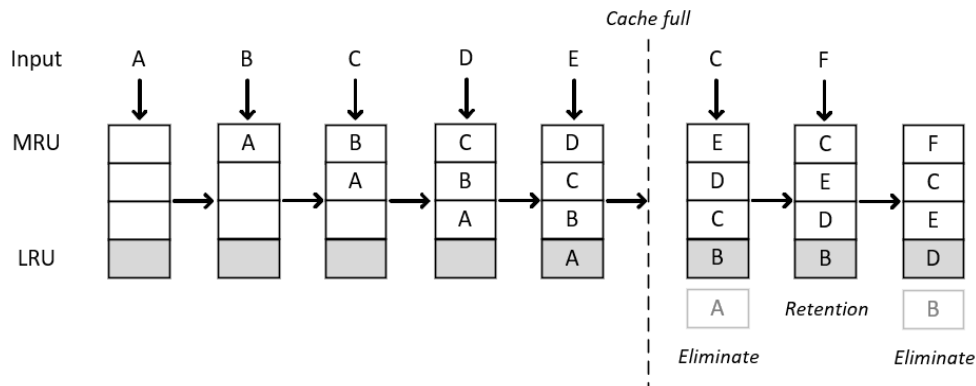 Cache full
Input A B C D E C F
MRU A B C D E C F
A B C D E C
A B C D E
LRU A B B D
A Retention B
Eliminate Eliminate